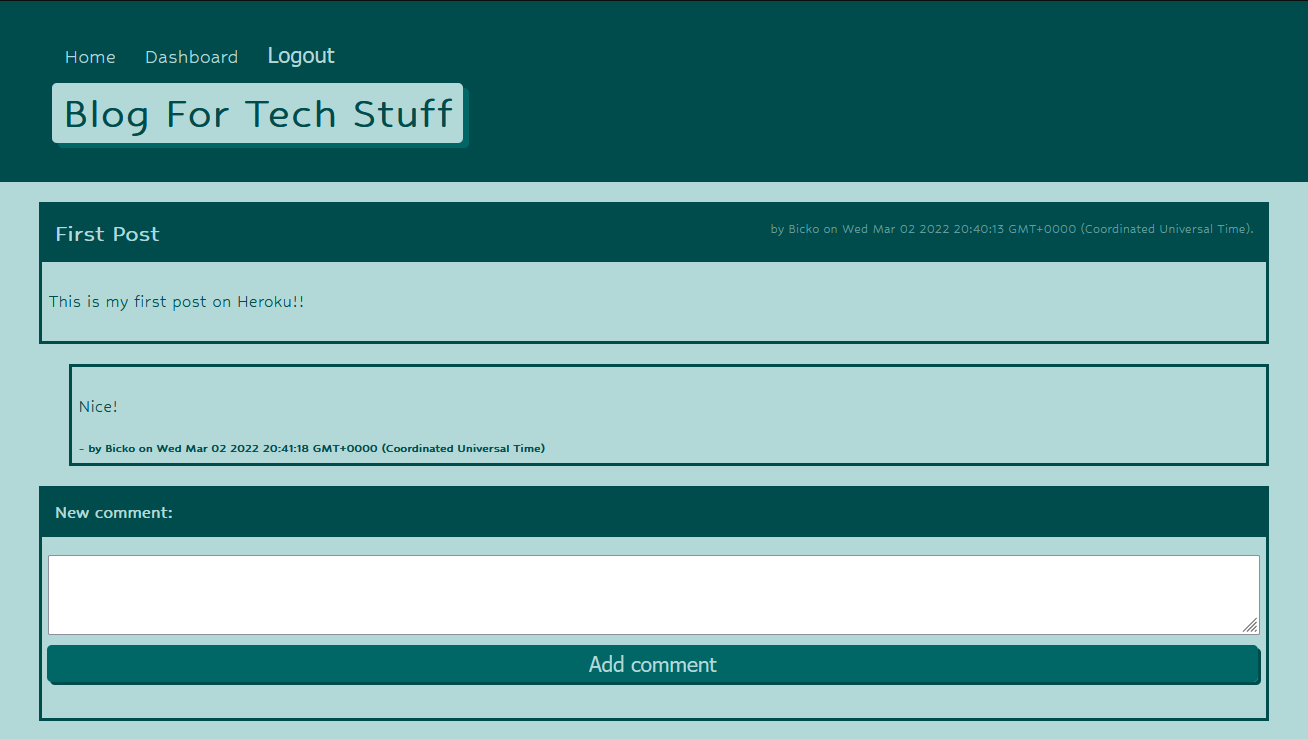 Home Dashboard Logout
Blog For Tech Stuff
First Post
by Bicko on Wed Mar 02 2022 20:40:13 GMT+0000 (Coordinated Universal Time).
This is my first post on Heroku!!
Nice!
- by Bicko on Wed Mar 02 2022 20:41:18 GMT+0000 (Coordinated Universal Time)
New comment:
Add comment